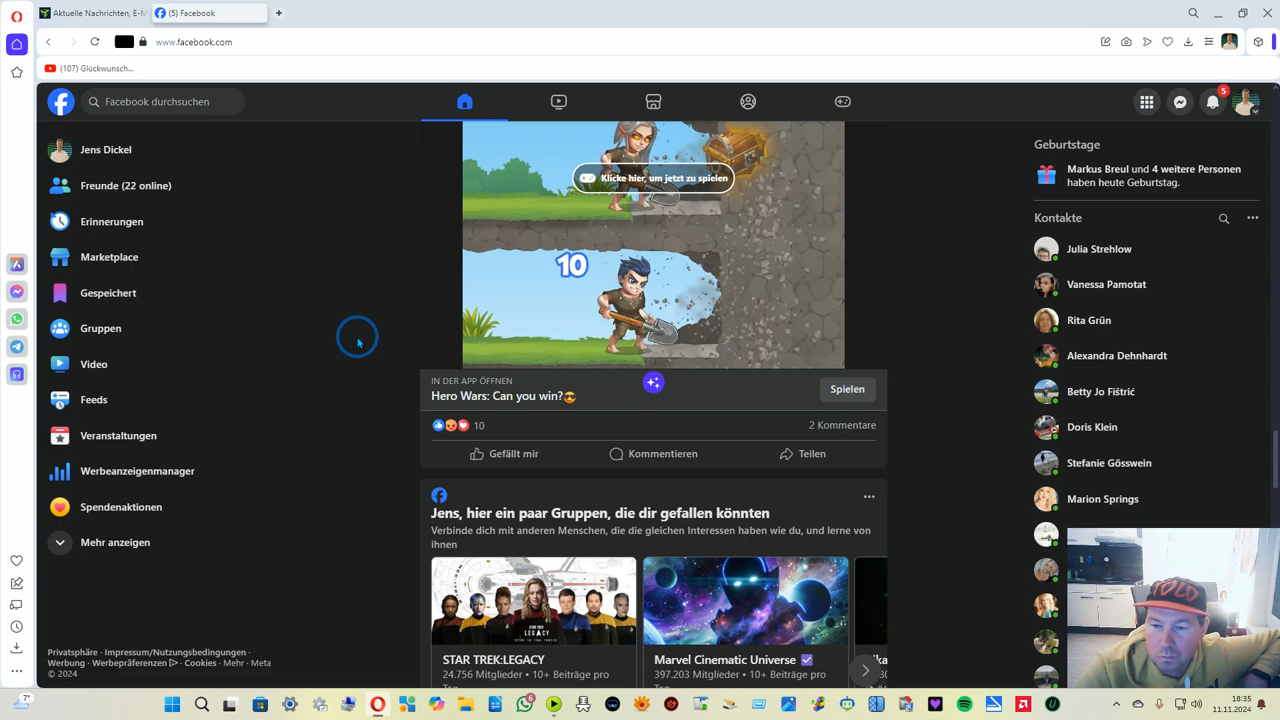 Aktuelle Nachrichten, E-M
(5) Facebook
www.facebook.com
(107) Glückwunsch...
Facebook durchsuchen
5
Jens Dickel
Freunde (22 online)
Erinnerungen
Marketplace
Gespeichert
Gruppen
Video
Feeds
Veranstaltungen
Werbeanzeigenmanager
Spendenaktionen
Mehr anzeigen
Privatsphäre · Impressum/Nutzungsbedingungen ·
Werbung · Werbepräferenzen · Cookies · Mehr · Meta
© 2024
Klicke hier, um jetzt zu spielen
10
IN DER APP ÖFFNEN
Hero Wars: Can you win?😎
Spielen
10
2 Kommentare
Gefällt mir
Kommentieren
Teilen
Jens, hier ein paar Gruppen, die dir gefallen könnten
Verbinde dich mit anderen Menschen, die die gleichen Interessen haben wie du, und lerne von
ihnen
STAR TREK
LEGACY
STAR TREK:LEGACY
24.756 Mitglieder • 10+ Beiträge pro
Tag
Marvel Cinematic Universe
397.203 Mitglieder • 10+ Beiträge pro
Tag
Geburtstage
Markus Breul und 4 weitere Personen
haben heute Geburtstag.
Kontakte
Julia Strehlow
Vanessa Pamotat
Rita Grün
Alexandra Dehnhardt
Betty Jo Fištrić
Doris Klein
Stefanie Gösswein
Marion Springs
7°
6
18:35
11.11.2024